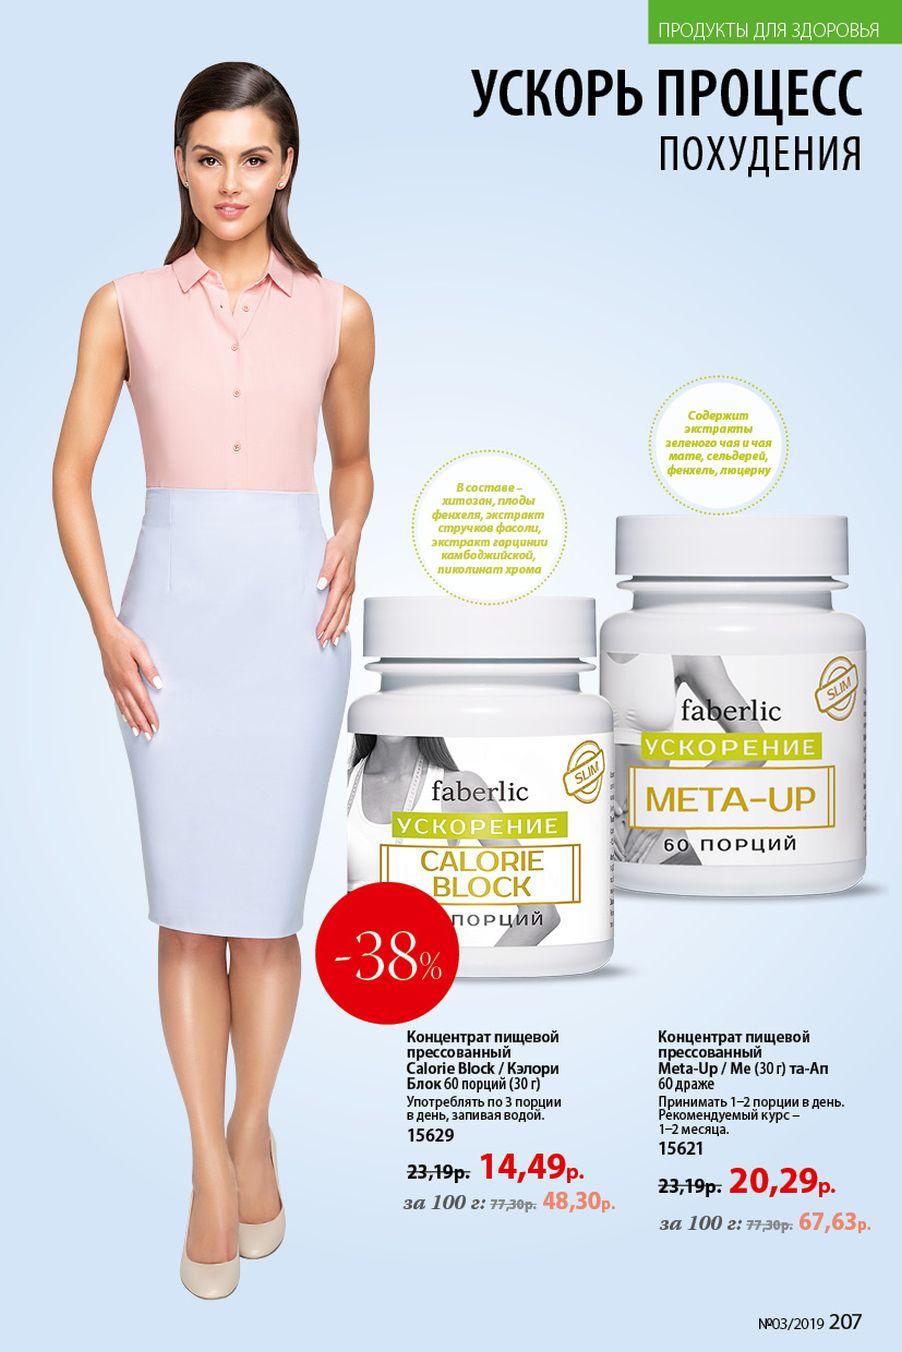 ПРОДУКТЫ ДЛЯ ЗДОРОВЬЯ
УСКОРЬ ПРОЦЕСС
ПОХУДЕНИЯ
Содержит
экстракты
зеленого чая и чая
мате, сельдерей,
фенхель, люцерну
В составе –
хитозан, плоды
фенхеля, экстракт
стручков фасоли,
экстракт гарцинии
камбоджийской,
пиколинат хрома
SLIM
faberlic
УСКОРЕНИЕ
META-UP
60 ПОРЦИЙ
SLIM
faberlic
УСКОРЕНИЕ
CALORIE
BLOCK
ПОРЦИЙ
-38%
Концентрат пищевой
прессованный
Calorie Block / Кэлори
Блок 60 порций (30 г)
Употреблять по 3 порции
в день, запивая водой.
15629
23,19р. 14,49р.
за 100 г: 77,30р. 48,30р.
Концентрат пищевой
прессованный
Meta-Up / Ме (30 г) та-Ап
60 драже
Принимать 1–2 порции в день.
Рекомендуемый курс –
1–2 месяца.
15621
23,19р. 20,29р.
за 100 г: 77,30р. 67,63р.
№03/2019 207